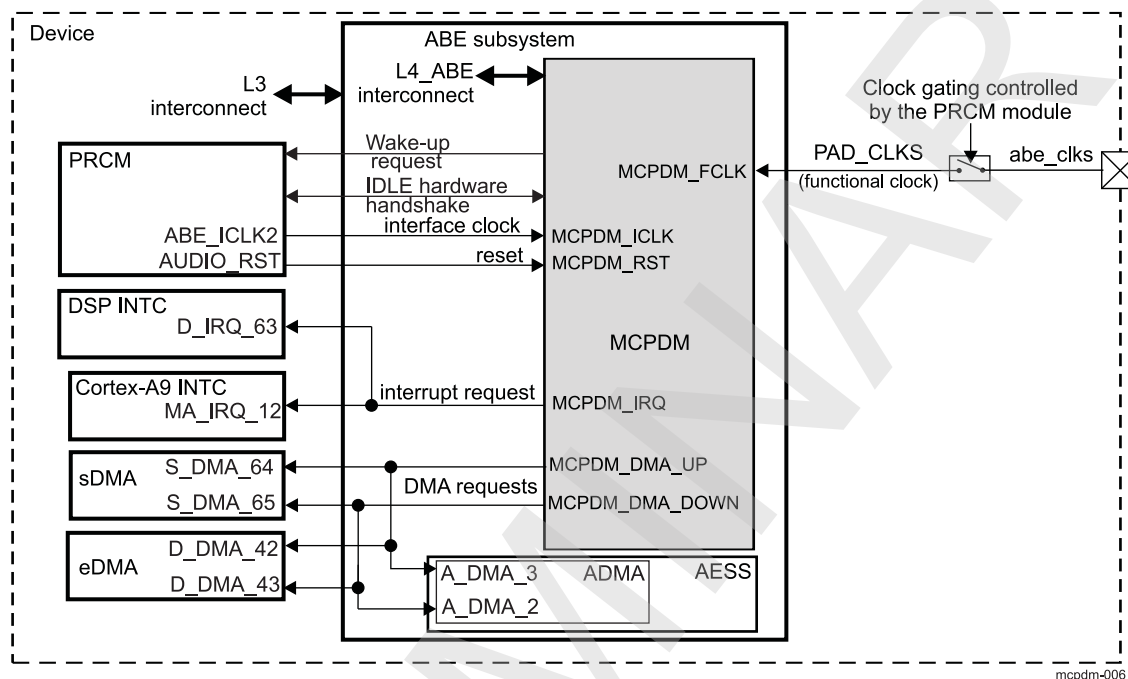 Device
ABE subsystem
L3
interconnect
L4_ABE
interconnect
Clock gating controlled
by the PRCM module
PRCM
Wake-up
request
IDLE hardware
handshake
MCPDM_FCLK
PAD_CLKS
(functional clock)
abe_clks
ABE_ICLK2
interface clock
MCPDM_ICLK
AUDIO_RST
reset
MCPDM_RST
DSP INTC
D_IRQ_63
MCPDM
Cortex-A9 INTC
MA_IRQ_12
interrupt request
MCPDM_IRQ
sDMA
S_DMA_64
S_DMA_65
DMA requests
MCPDM_DMA_UP
MCPDM_DMA_DOWN
eDMA
D_DMA_42
D_DMA_43
A_DMA_3
ADMA
AESS
A_DMA_2
mcpdm-006
MINAR